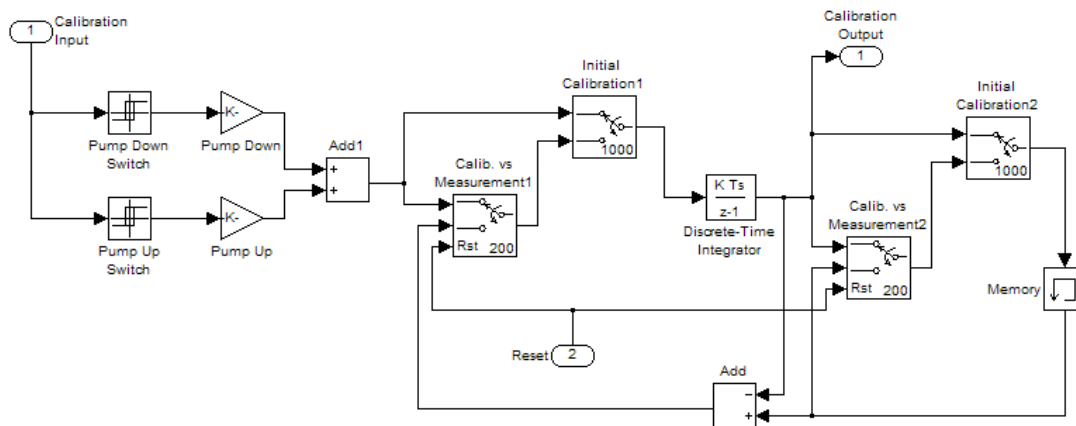 1
Calibration
Input
Pump Down
Switch
-K-
Pump Down
Pump Up
Switch
-K-
Pump Up
Add1
+
+
Calib. vs
Measurement1
Rst
200
Initial
Calibration1
1000
K Ts
z-1
Discrete-Time
Integrator
Calibration
Output
1
Initial
Calibration2
1000
Calib. vs
Measurement2
Rst
200
Memory
Reset
2
Add
−
+